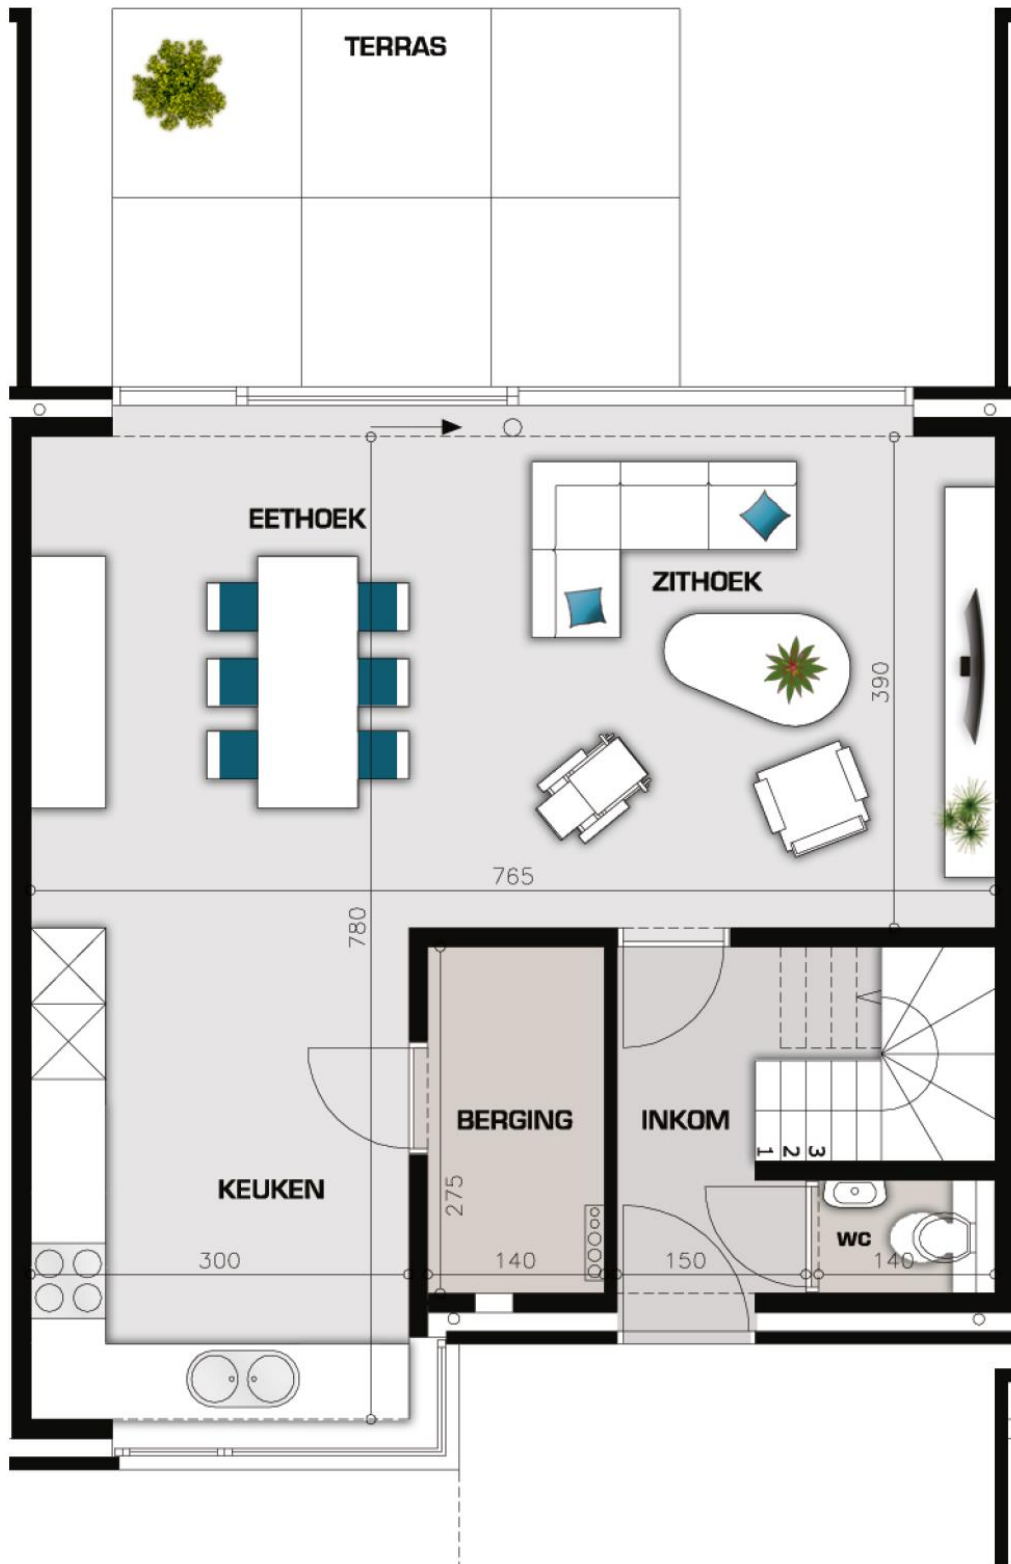 TERRAS
EETHOEK
ZITHOEK
390
765
780
BERGING
INKOM
1 2 3
KEUKEN
275
WC
300
140
150
140